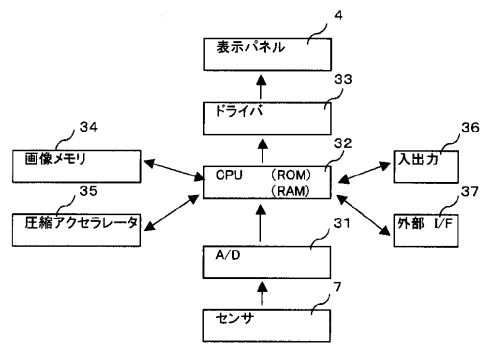 4
表示パネル
33
ドライバ
34
画像メモリ
32
CPU (ROM)
(RAM)
36
入出力
35
圧縮アクセラレータ
37
外部 I/F
31
A/D
7
センサ